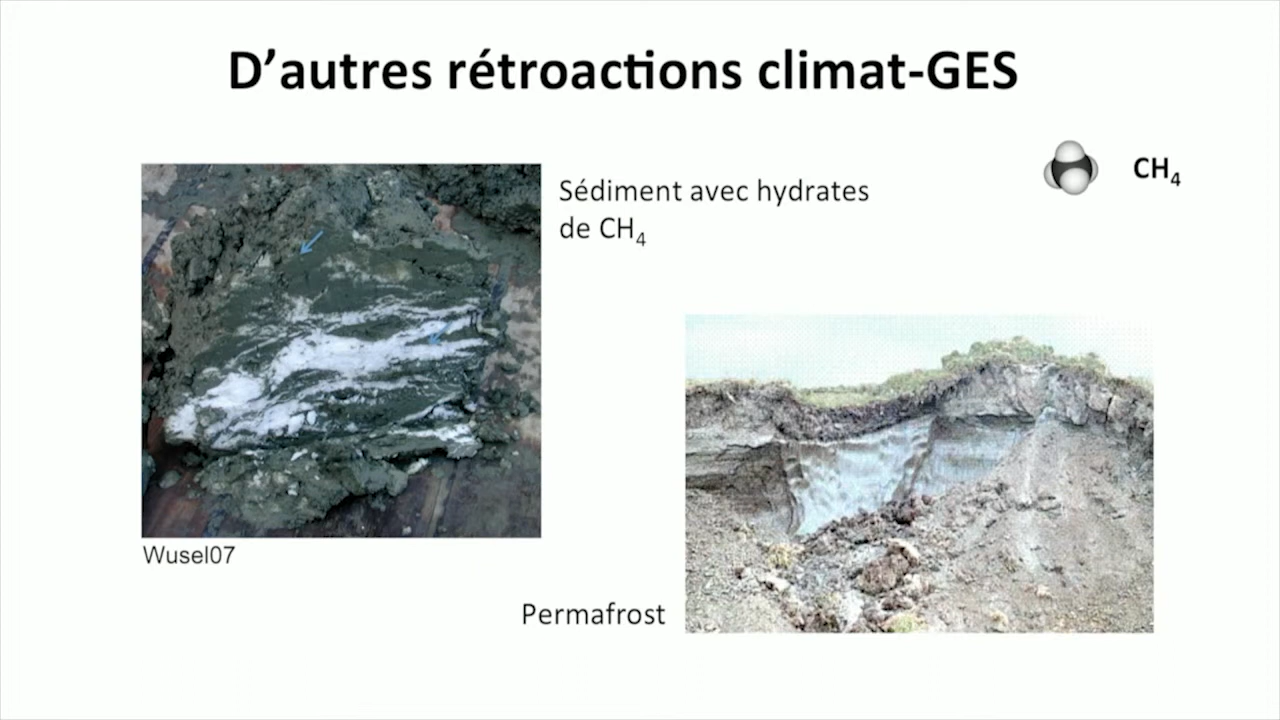 D’autres rétroactions climat-GES
CH₄
Sédiment avec hydrates
de CH₄
Wusel07
Permafrost